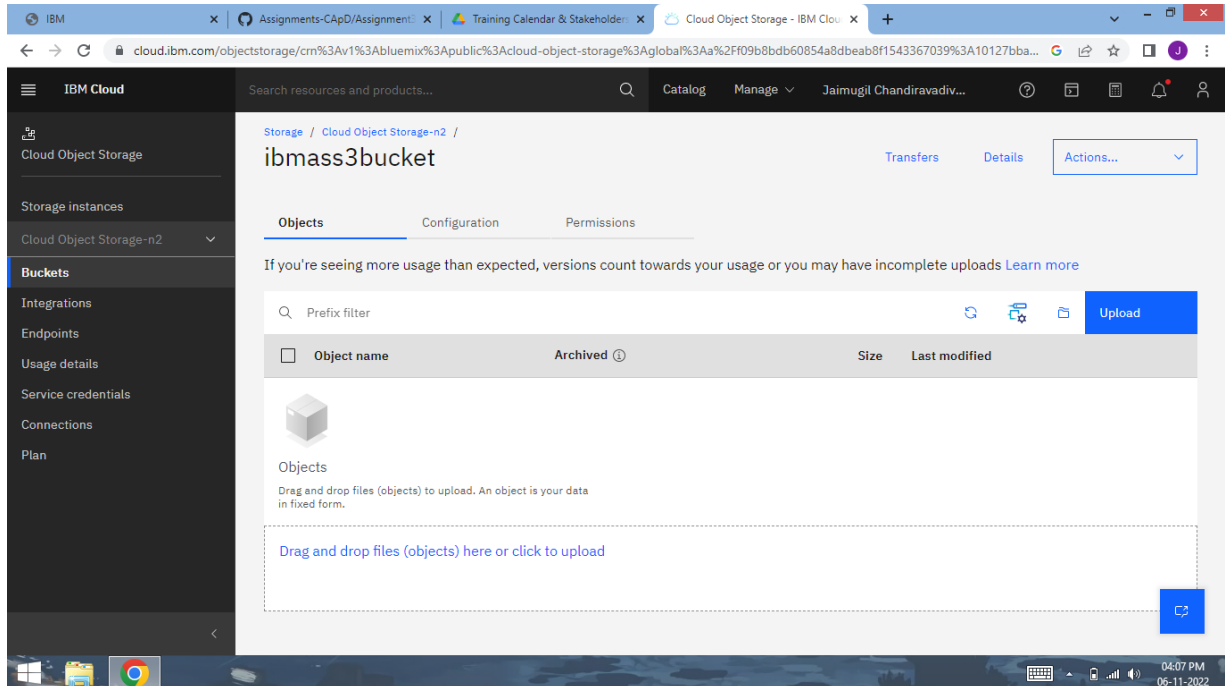 IBM
Assignments-CApD/Assignment3
Training Calendar & Stakeholders
Cloud Object Storage - IBM Clou
cloud.ibm.com/objectstorage/crn%3Av1%3Abluemix%3Apublic%3Acloud-object-storage%3Aglobal%3Aa%2Ff09b8bdb60854a8dbeab8f1543367039%3A10127bba...
J
IBM Cloud
Search resources and products...
Catalog
Manage
Jaimugil Chandiravadiv...
Cloud Object Storage
Storage instances
Cloud Object Storage-n2
Buckets
Integrations
Endpoints
Usage details
Service credentials
Connections
Plan
Storage / Cloud Object Storage-n2 /
ibmass3bucket
Transfers
Details
Actions...
Objects
Configuration
Permissions
If you're seeing more usage than expected, versions count towards your usage or you may have incomplete uploads Learn more
Prefix filter
Upload
Object name
Archived
Size
Last modified
Objects
Drag and drop files (objects) to upload. An object is your data
in fixed form.
Drag and drop files (objects) here or click to upload
04:07 PM
06-11-2022